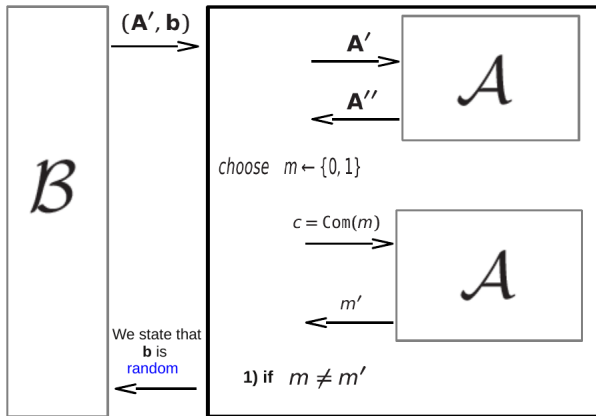 (A′, b)
A′
𝒜
A″
ℬ
choose m ← {0, 1}
c = Com(m)
𝒜
m′
We state that
b is
random
1) if m ≠ m′